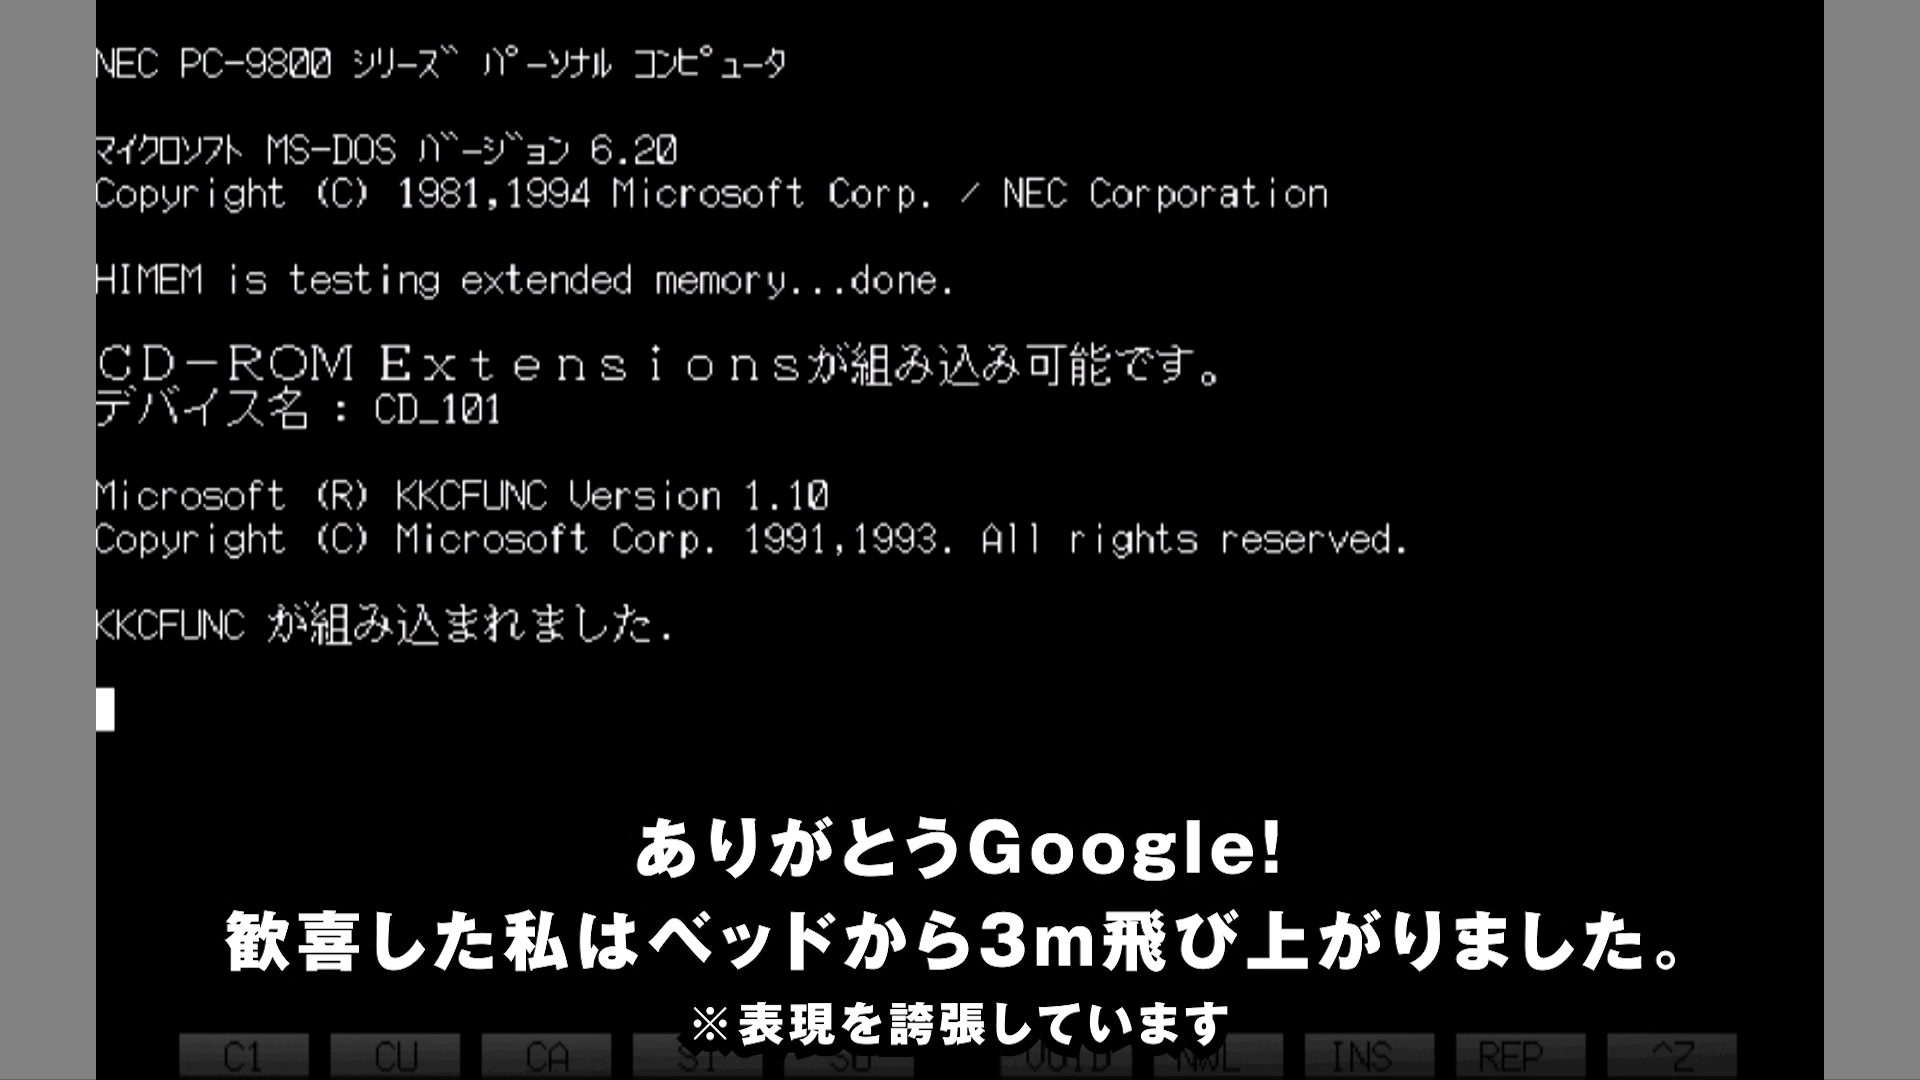 NEC PC-9800 シリーズ パーソナル コンピュータ
マイクロソフト MS-DOS バージョン 6.20
Copyright (C) 1981,1994 Microsoft Corp. / NEC Corporation
HIMEM is testing extended memory...done.
ＣＤ－ＲＯＭ Ｅｘｔｅｎｓｉｏｎｓが組み込み可能です。
デバイス名 : CD_101
Microsoft (R) KKCFUNC Version 1.10
Copyright (C) Microsoft Corp. 1991,1993. All rights reserved.
KKCFUNC が組み込まれました.
ありがとうGoogle!
歓喜した私はベッドから3m飛び上がりました。
※表現を誇張しています
C1 CU CA S1 SU VOID NWL INS REP ^Z